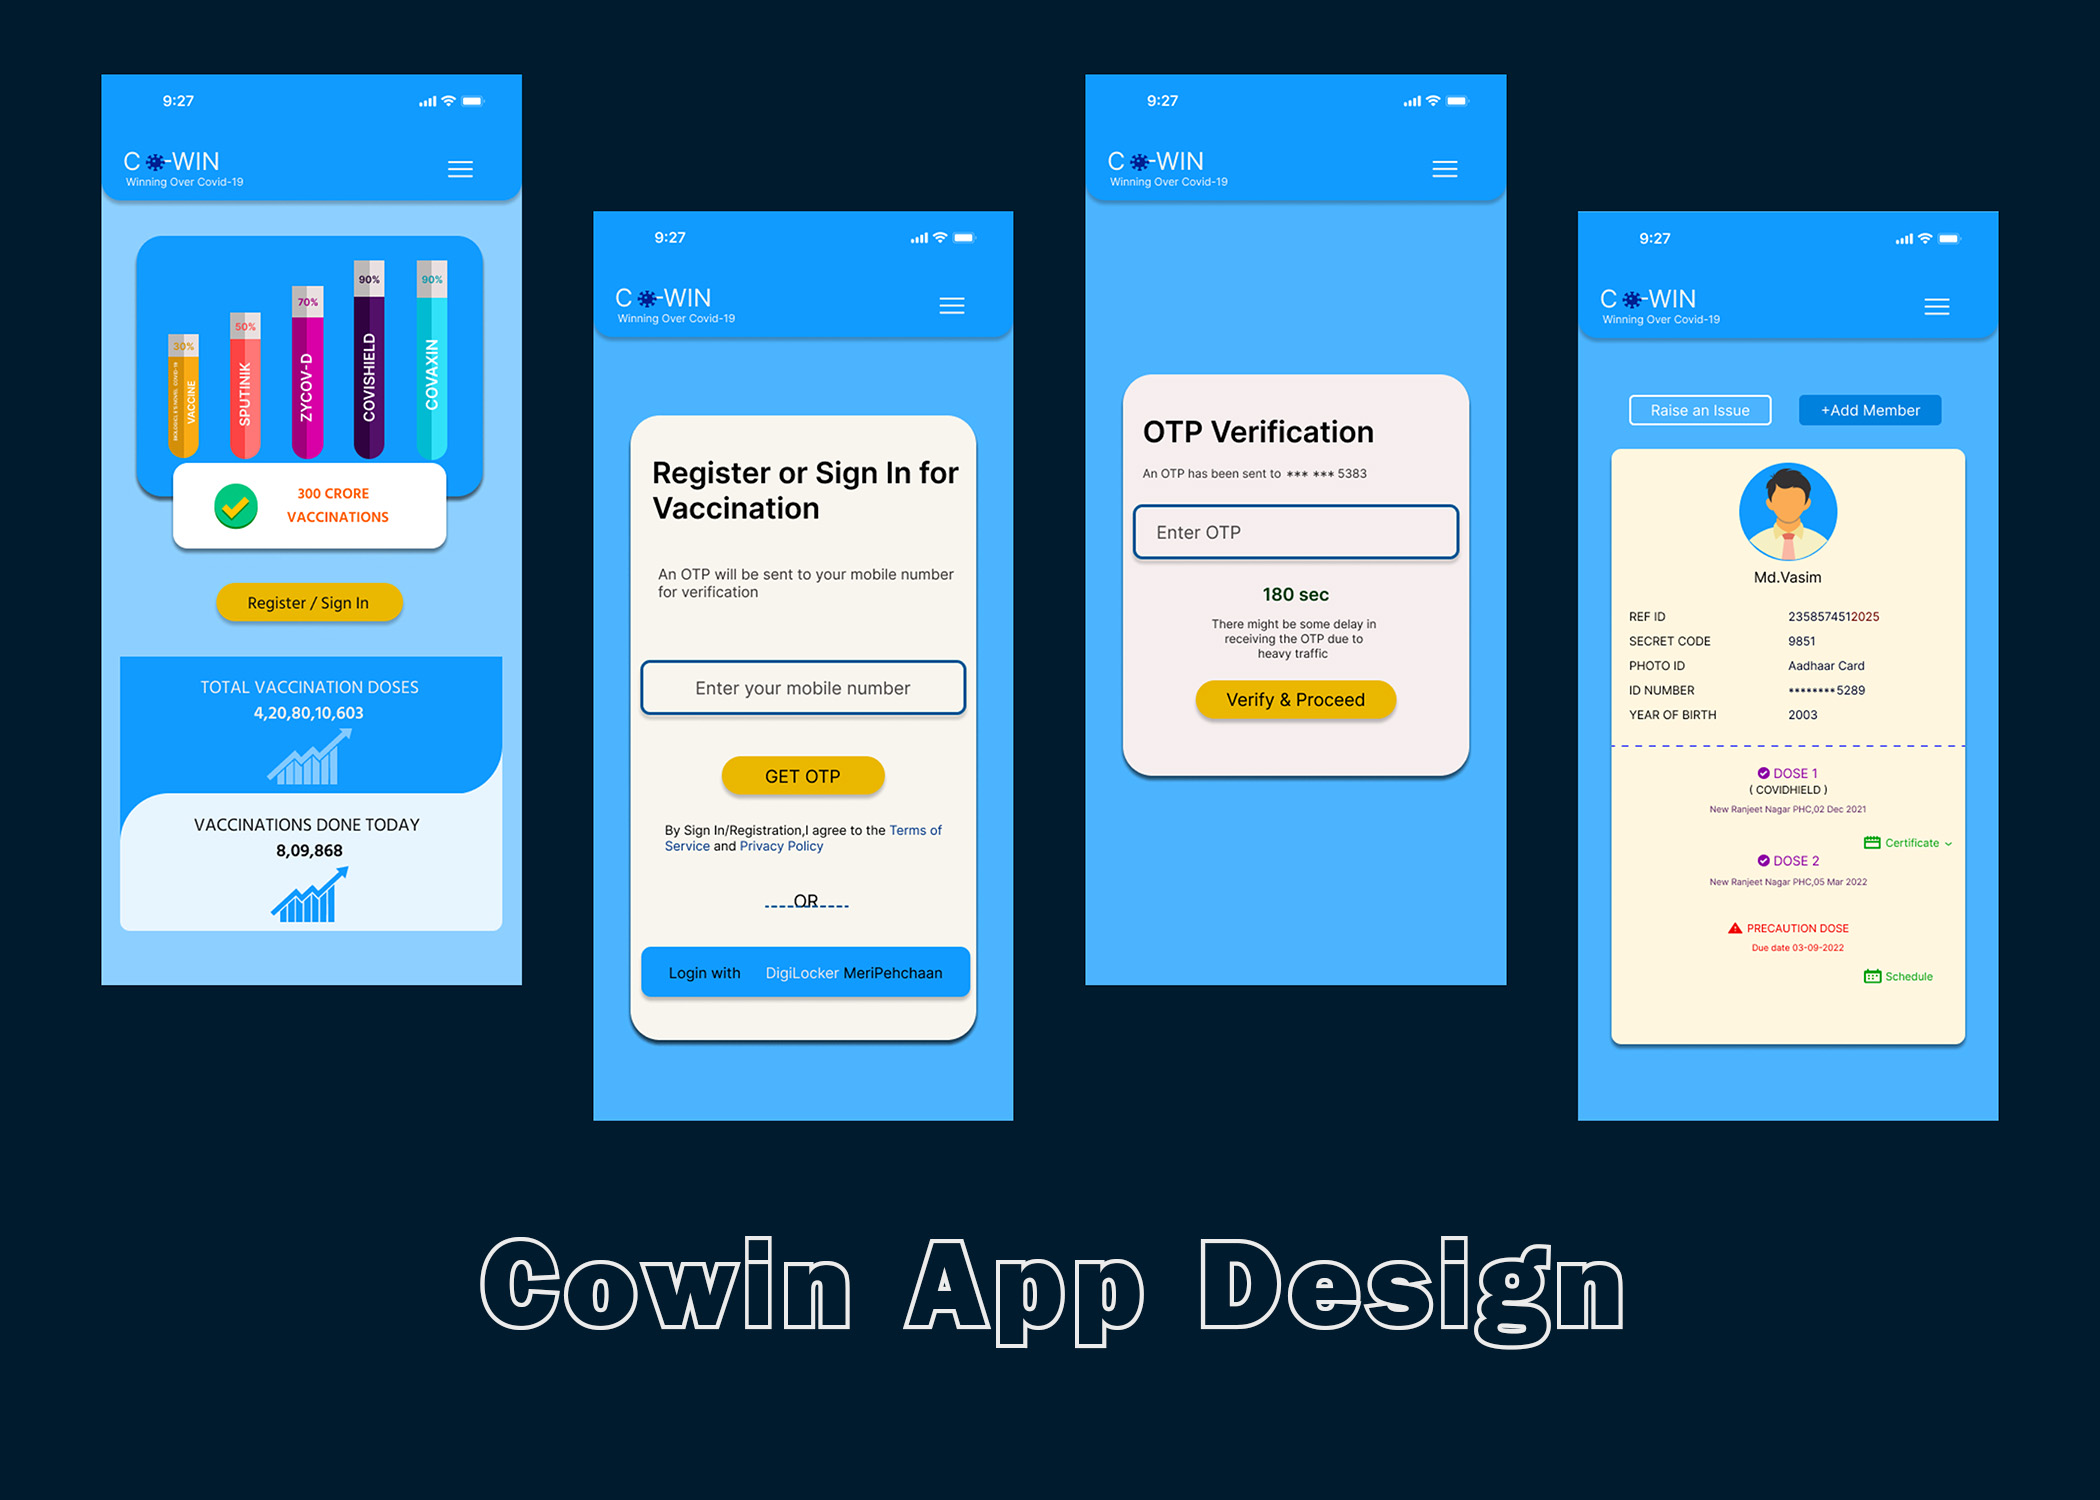 9:27
C -WIN
Winning Over Covid-19
30%
50%
70%
90%
90%
VACCINE
SPUTINIK
ZYCOV-D
COVISHIELD
COVAXIN
300 CRORE
VACCINATIONS
Register / Sign In
TOTAL VACCINATION DOSES
4,20,80,10,603
VACCINATIONS DONE TODAY
8,09,868
9:27
C -WIN
Winning Over Covid-19
Register or Sign In for
Vaccination
An OTP will be sent to your mobile number
for verification
Enter your mobile number
GET OTP
By Sign In/Registration,I agree to the Terms of
Service and Privacy Policy
OR
Login with DigiLocker MeriPehchaan
9:27
C -WIN
Winning Over Covid-19
OTP Verification
An OTP has been sent to *** *** 5383
Enter OTP
180 sec
There might be some delay in
receiving the OTP due to
heavy traffic
Verify & Proceed
9:27
C -WIN
Winning Over Covid-19
Raise an Issue
+Add Member
Md.Vasim
REF ID 2358574512025
SECRET CODE 9851
PHOTO ID Aadhaar Card
ID NUMBER ********5289
YEAR OF BIRTH 2003
DOSE 1
( COVIDHIELD )
New Ranjeet Nagar PHC,02 Dec 2021
Certificate
DOSE 2
New Ranjeet Nagar PHC,05 Mar 2022
PRECAUTION DOSE
Due date 03-09-2022
Schedule
Cowin App Design